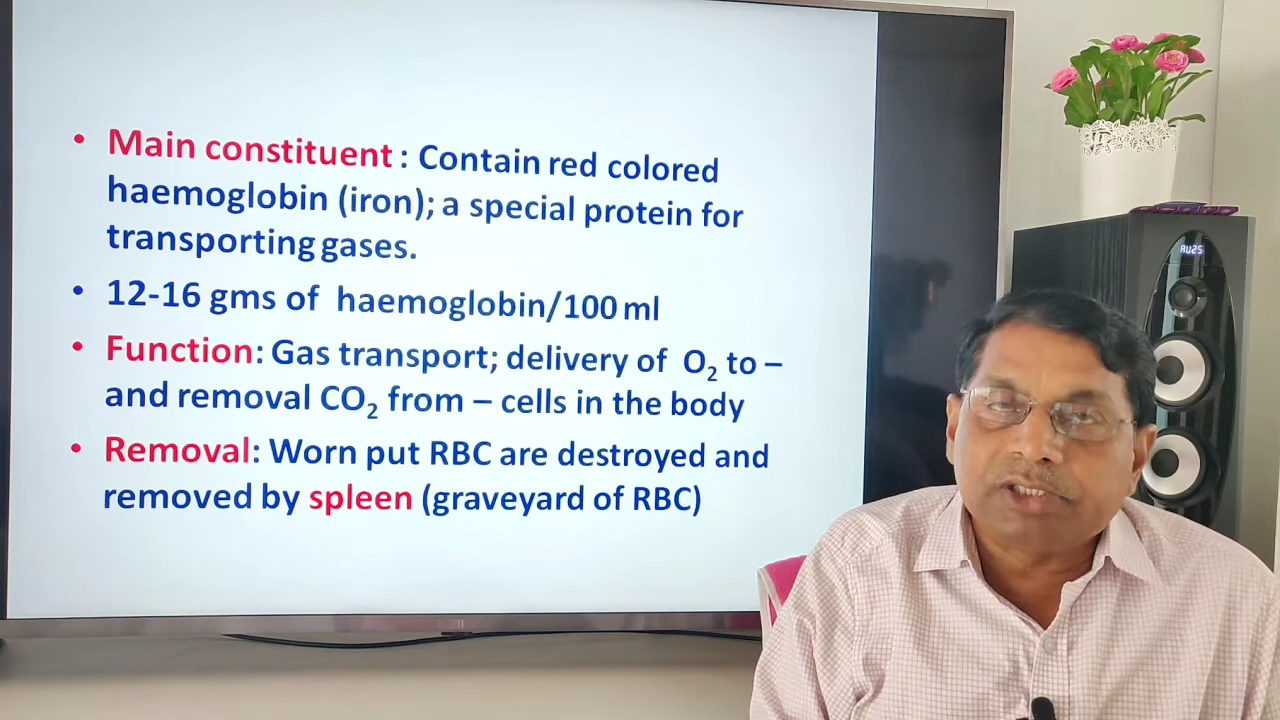 • Main constituent : Contain red colored
haemoglobin (iron); a special protein for
transporting gases.
• 12-16 gms of haemoglobin/100 ml
• Function: Gas transport; delivery of O₂ to –
and removal CO₂ from – cells in the body
• Removal: Worn put RBC are destroyed and
removed by spleen (graveyard of RBC)
AU25